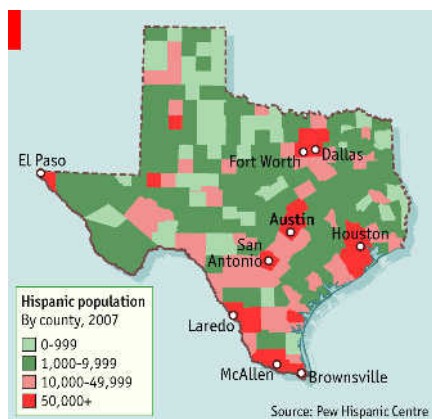 El Paso
Fort Worth
Dallas
Austin
Houston
San
Antonio
Laredo
McAllen
Brownsville
Hispanic population
By county, 2007
0-999
1,000-9,999
10,000-49,999
50,000+
Source: Pew Hispanic Centre